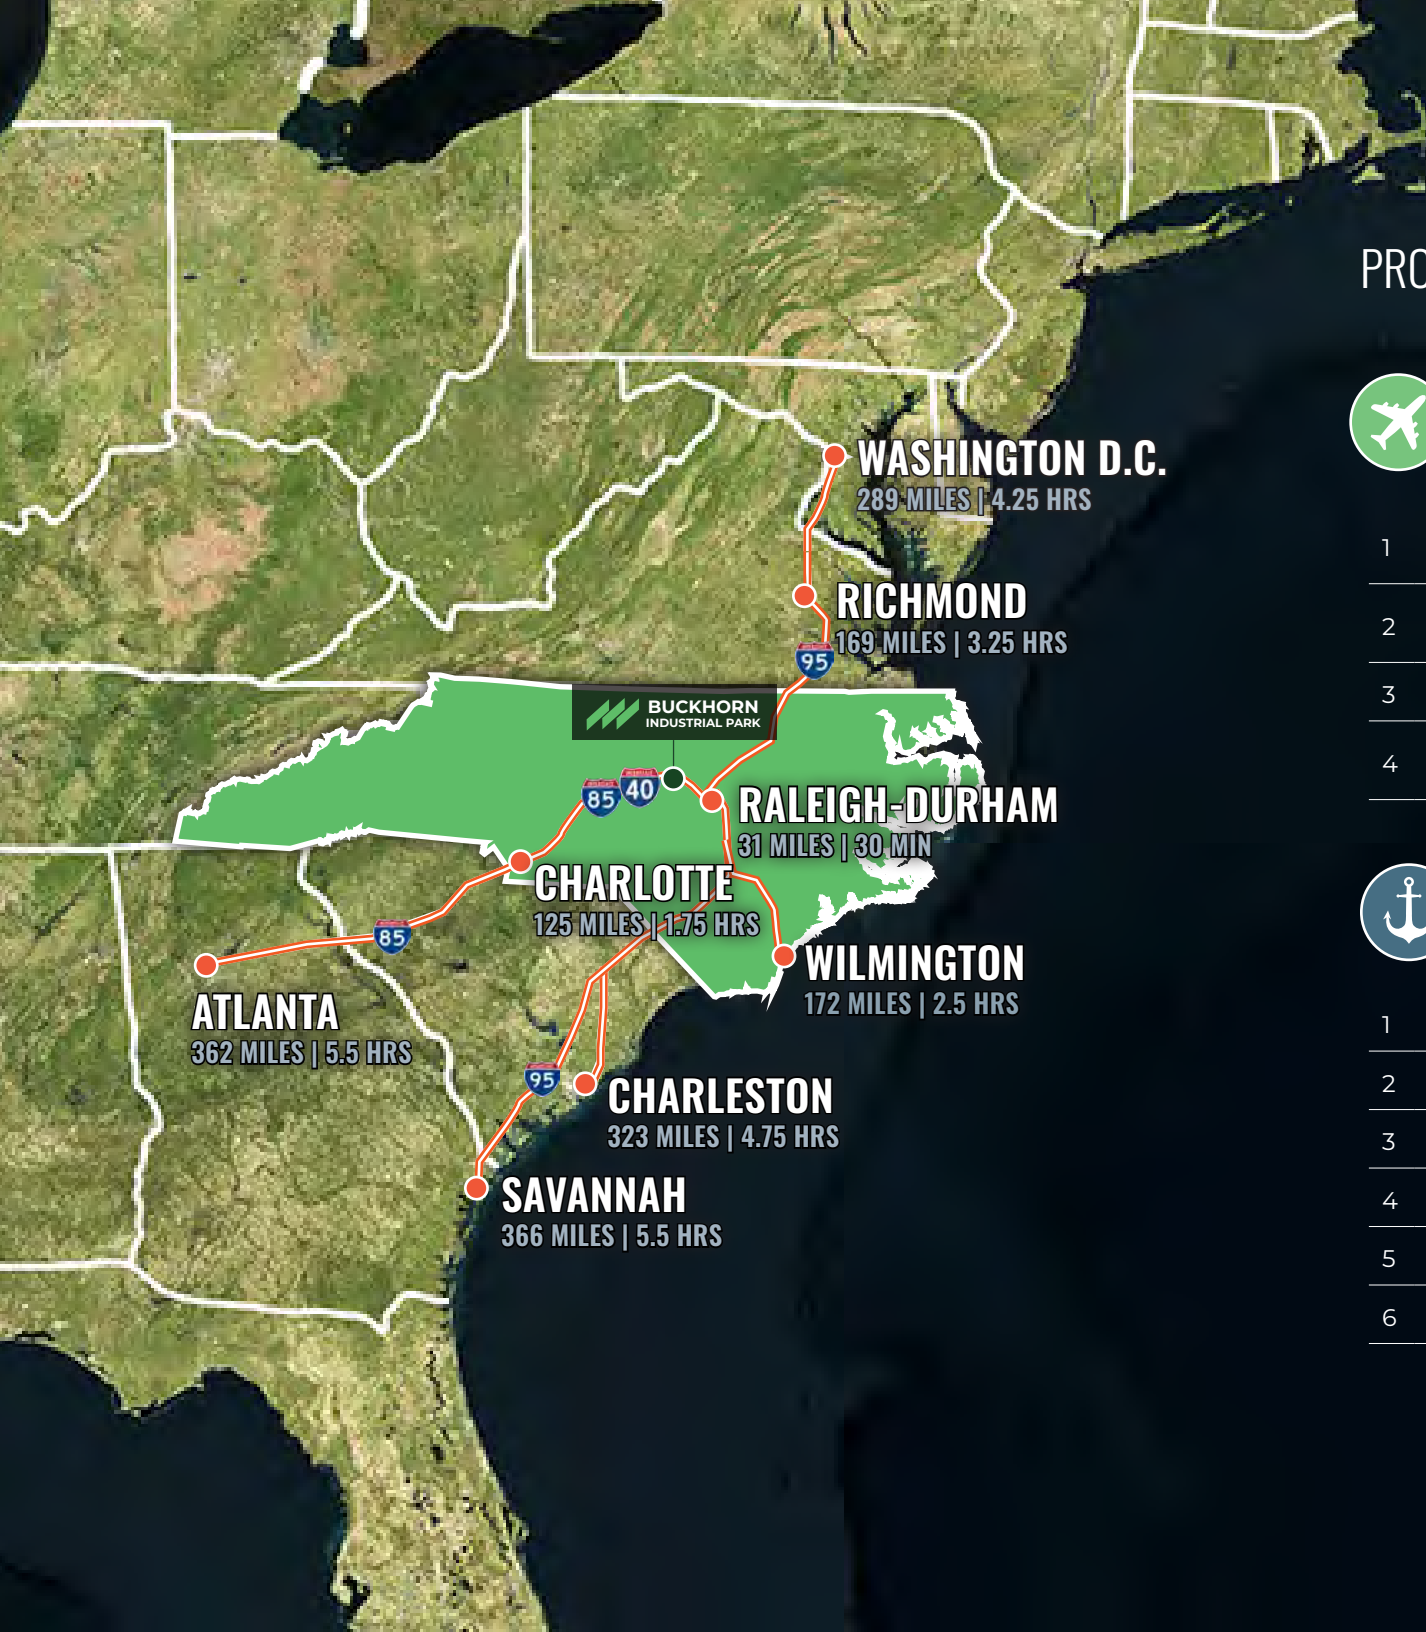 PRO
WASHINGTON D.C.
289 MILES | 4.25 HRS
1
RICHMOND
169 MILES | 3.25 HRS
2
95
3
BUCKHORN
INDUSTRIAL PARK
4
85
40
RALEIGH-DURHAM
31 MILES | 30 MIN
CHARLOTTE
125 MILES | 1.75 HRS
85
WILMINGTON
172 MILES | 2.5 HRS
ATLANTA
362 MILES | 5.5 HRS
1
95
CHARLESTON
323 MILES | 4.75 HRS
2
3
SAVANNAH
366 MILES | 5.5 HRS
4
5
6